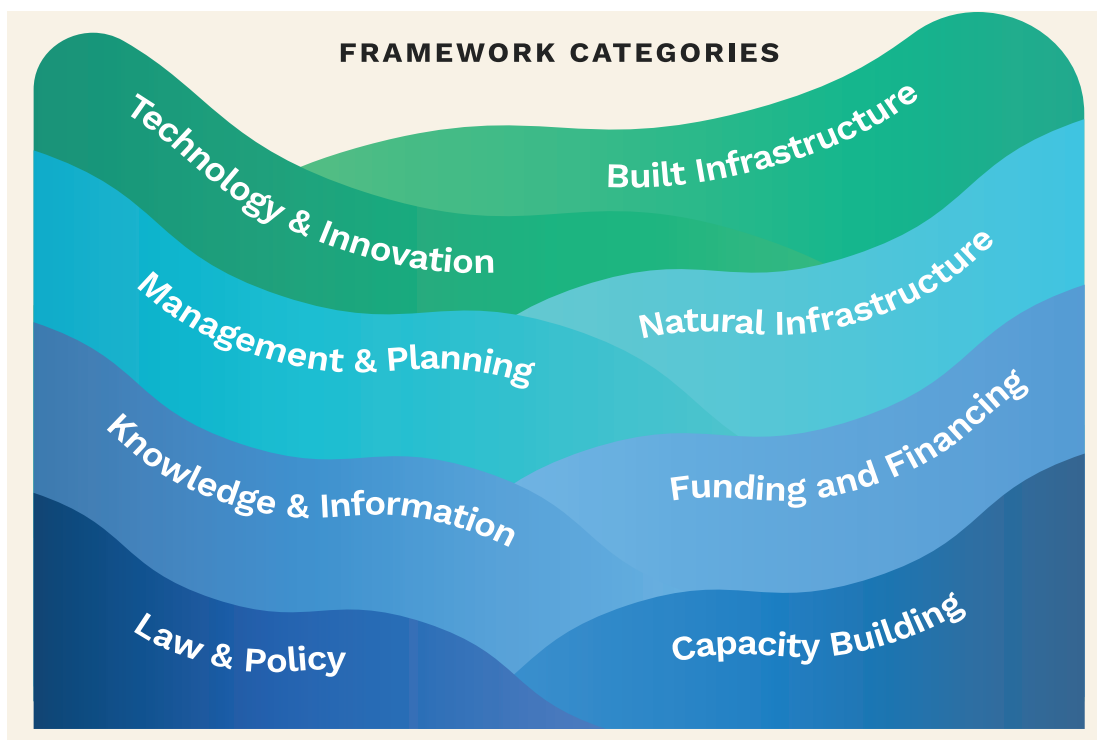 FRAMEWORK CATEGORIES
Technology & Innovation
Built Infrastructure
Management & Planning
Natural Infrastructure
Knowledge & Information
Funding and Financing
Law & Policy
Capacity Building